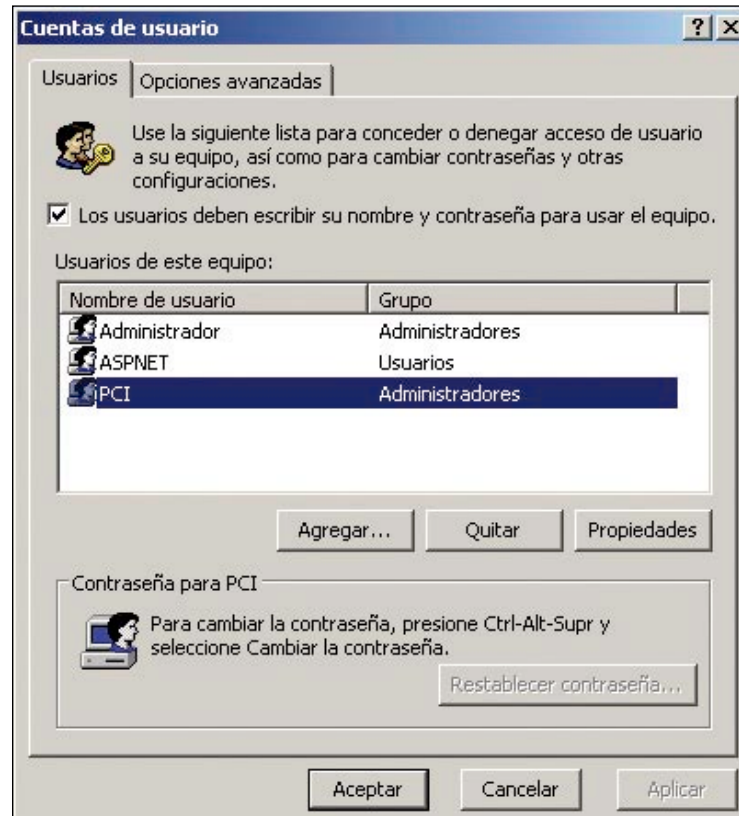 Cuentas de usuario
Usuarios
Opciones avanzadas
Use la siguiente lista para conceder o denegar acceso de usuario
a su equipo, así como para cambiar contraseñas y otras
configuraciones.
Los usuarios deben escribir su nombre y contraseña para usar el equipo.
Usuarios de este equipo:
Nombre de usuario Grupo
Administrador Administradores
ASPNET Usuarios
PCI Administradores
Agregar... Quitar Propiedades
Contraseña para PCI
Para cambiar la contraseña, presione Ctrl-Alt-Supr y
seleccione Cambiar la contraseña.
Restablecer contraseña...
Aceptar Cancelar Aplicar